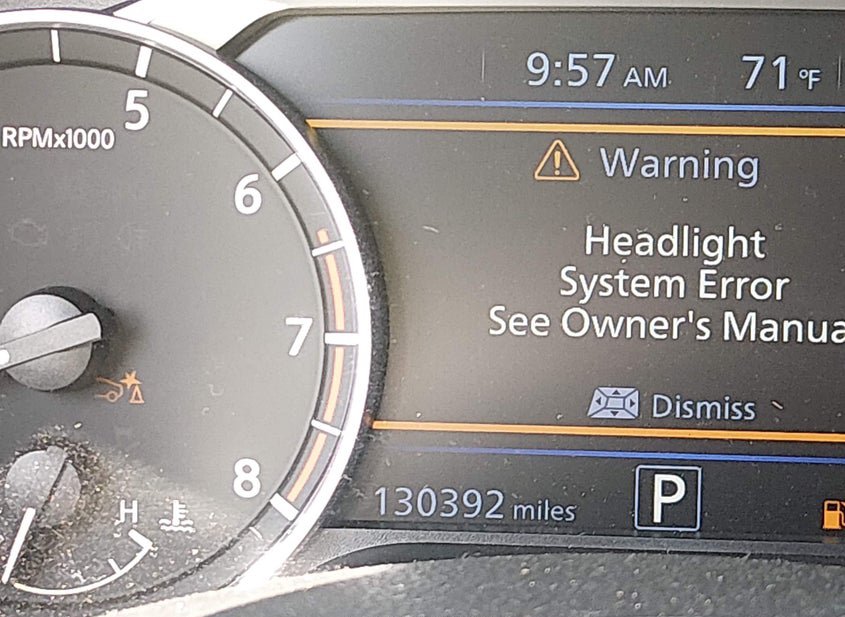 9:57 AM 71 °F
5
RPMx1000
Warning
6
Headlight
System Error
See Owner's Manua
7
Dismiss
8
130392 miles P
H